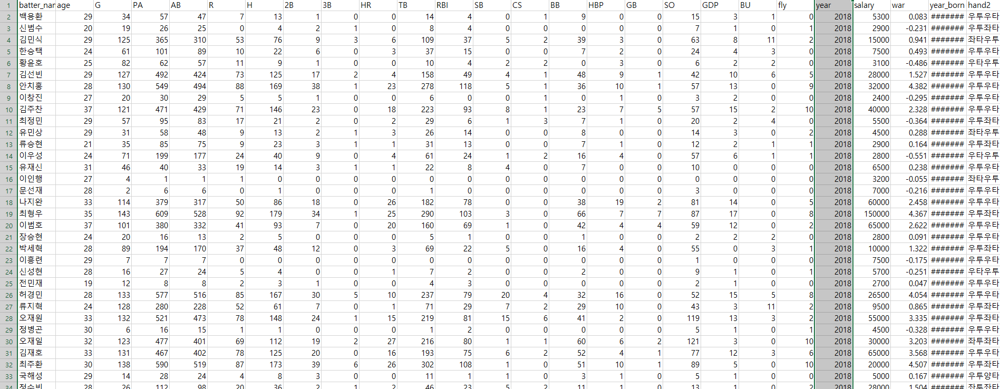 1 batter_nan age G PA AB R H 2B 3B HR TB RBI SB CS BB HBP GB SO GDP BU fly year salary war year_born hand2
2 백용환 29 34 57 47 7 13 1 0 0 14 4 0 1 9 0 0 15 3 1 0 2018 5300 0.083 ####### 우투우타
3 신범수 20 19 26 25 0 4 2 1 0 8 4 0 0 0 0 0 7 1 0 1 2018 2900 -0.231 ####### 우투좌타
4 김민식 29 125 365 310 53 76 9 3 6 109 37 5 2 39 3 0 63 8 11 2 2018 15000 0.941 ####### 좌타우투
5 한승택 24 61 101 89 10 22 6 0 3 37 15 0 0 7 2 0 24 4 3 0 2018 7500 0.493 ####### 우투우타
6 황윤호 25 82 62 57 11 9 1 0 0 10 4 2 2 0 3 0 6 2 2 0 2018 3100 -0.486 ####### 우타우투
7 김선빈 29 127 492 424 73 125 17 2 4 158 49 4 1 48 9 1 42 10 6 5 2018 28000 1.527 ####### 우투우타
8 안치홍 28 130 549 494 88 169 38 1 23 278 118 5 1 36 10 1 57 13 0 9 2018 32000 4.382 ####### 우투우타
9 이창진 27 20 30 29 5 5 1 0 0 6 0 0 1 0 1 0 3 2 0 0 2018 2400 -0.295 ####### 우투우타
10 김주찬 37 121 471 429 71 146 23 0 18 223 93 8 1 23 7 5 57 15 2 10 2018 40000 2.328 ####### 우투우타
11 최정민 29 57 95 83 17 21 2 0 2 29 6 1 3 7 1 0 20 2 4 0 2018 5500 -0.364 ####### 우투좌타
12 유민상 29 31 58 48 9 13 2 1 3 26 14 0 0 8 0 0 14 3 0 2 2018 4500 0.288 ####### 좌타우투
13 류승현 21 35 85 75 9 23 3 1 1 31 13 0 0 7 1 0 12 2 1 1 2018 2900 0.164 ####### 우투좌타
14 이우성 24 71 199 177 24 40 9 0 4 61 24 1 2 16 4 0 57 6 1 1 2018 2800 -0.551 ####### 우타우투
15 유재신 31 46 40 33 19 14 3 1 1 22 8 4 0 7 0 0 10 0 0 0 2018 6500 0.238 ####### 우투우타
16 이인행 27 4 1 1 1 0 0 0 0 0 0 0 0 0 0 0 0 0 0 0 2018 3200 -0.055 ####### 좌타우투
17 문선재 28 2 6 6 0 1 0 0 0 1 0 0 0 0 0 0 3 0 0 0 2018 7000 -0.216 ####### 우투우타
18 나지완 33 114 379 317 50 86 18 0 26 182 78 0 0 38 19 2 81 14 0 5 2018 60000 2.458 ####### 우투우타
19 최형우 35 143 609 528 92 179 34 1 25 290 103 3 0 66 7 7 87 17 0 8 2018 150000 4.367 ####### 우투좌타
20 이범호 37 101 380 332 41 93 7 0 20 160 69 1 0 42 4 4 59 12 0 2 2018 65000 2.622 ####### 우투우타
21 장승현 24 20 16 13 2 5 0 0 0 5 1 0 0 1 0 0 2 2 2 0 2018 2800 0.091 ####### 우투우타
22 박세혁 28 89 194 170 37 48 12 0 3 69 22 5 0 16 4 0 55 0 3 1 2018 10000 1.322 ####### 우투좌타
23 이흥련 29 7 7 7 0 0 0 0 0 0 0 0 0 0 0 0 1 0 0 0 2018 7500 -0.175 ####### 우투우타
24 신성현 28 16 27 24 5 4 0 0 1 7 2 0 0 2 0 0 9 1 0 1 2018 5700 -0.251 ####### 우타우투
25 전민재 19 12 8 8 2 3 1 0 0 4 3 0 0 0 0 0 2 1 0 0 2018 2700 0.047 ####### 우투우타
26 허경민 28 133 577 516 85 167 30 5 10 237 79 20 4 32 16 0 52 15 5 8 2018 26500 4.054 ####### 우투우타
27 류지혁 24 128 280 228 52 61 7 0 1 71 29 7 2 29 10 0 43 3 11 2 2018 9500 0.865 ####### 우투좌타
28 오재원 33 132 521 473 78 148 24 1 15 219 81 15 6 41 2 0 119 13 3 2 2018 55000 3.335 ####### 우투좌타
29 정병곤 30 6 16 15 1 1 0 0 0 1 2 0 0 0 0 0 5 1 0 1 2018 4500 -0.328 ####### 우투우타
30 오재일 32 123 477 401 69 112 19 2 27 216 80 1 1 60 6 2 121 3 0 10 2018 30000 3.203 ####### 좌투좌타
31 김재호 33 131 467 402 78 125 20 0 16 193 75 6 2 52 4 1 77 12 3 6 2018 65000 3.568 ####### 우투우타
32 최주환 30 138 590 519 87 173 39 6 26 302 108 1 0 51 10 1 89 5 0 10 2018 20000 4.507 ####### 우투좌타
33 국해성 29 14 28 24 4 8 3 0 0 11 1 1 0 3 1 0 5 1 0 0 2018 5000 0.167 ####### 우투양타
34 정수빈 28 26 112 98 20 36 2 1 2 46 23 5 2 11 1 0 13 1 0 2 2018 28000 1.504 ####### 좌투좌타